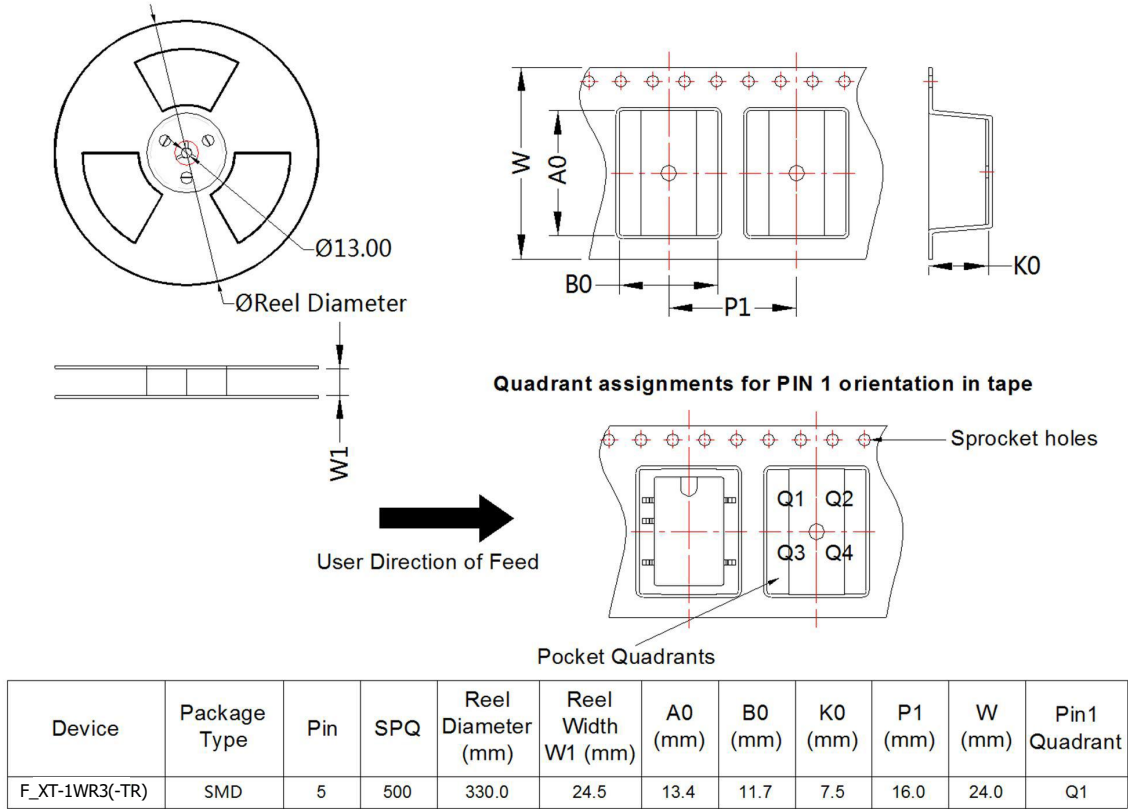 Ø13.00
ØReel Diameter
W1
W
A0
B0
P1
K0
Quadrant assignments for PIN 1 orientation in tape
Sprocket holes
Q1 Q2
Q3 Q4
User Direction of Feed
Pocket Quadrants
Device Package Type Pin SPQ Reel Diameter (mm) Reel Width W1 (mm) A0 (mm) B0 (mm) K0 (mm) P1 (mm) W (mm) Pin1 Quadrant
F_XT-1WR3(-TR) SMD 5 500 330.0 24.5 13.4 11.7 7.5 16.0 24.0 Q1